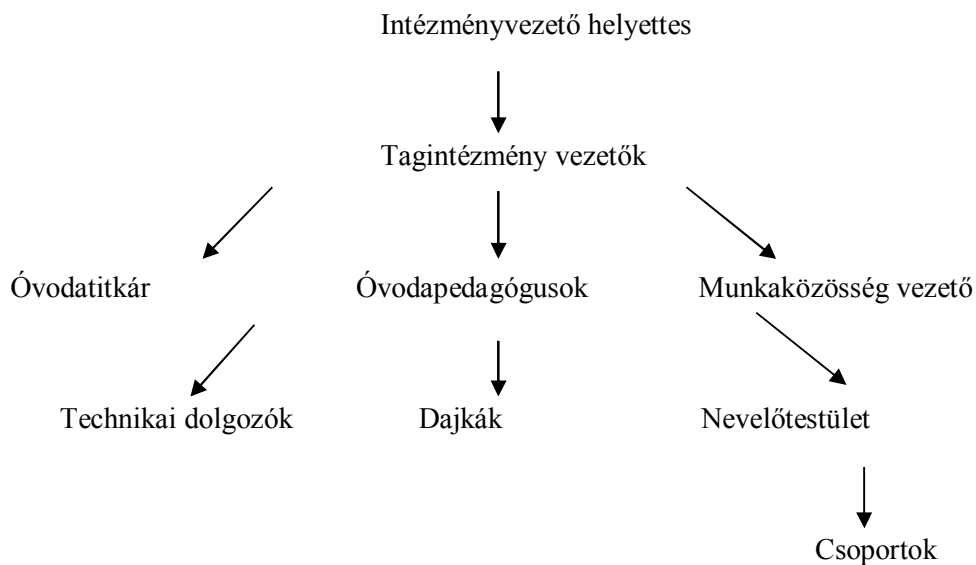 Intézményvezető helyettes
Tagintézmény vezetők
Óvodatitkár
Óvodapedagógusok
Munkaközösség vezető
Technikai dolgozók
Dajkák
Nevelőtestület
Csoportok